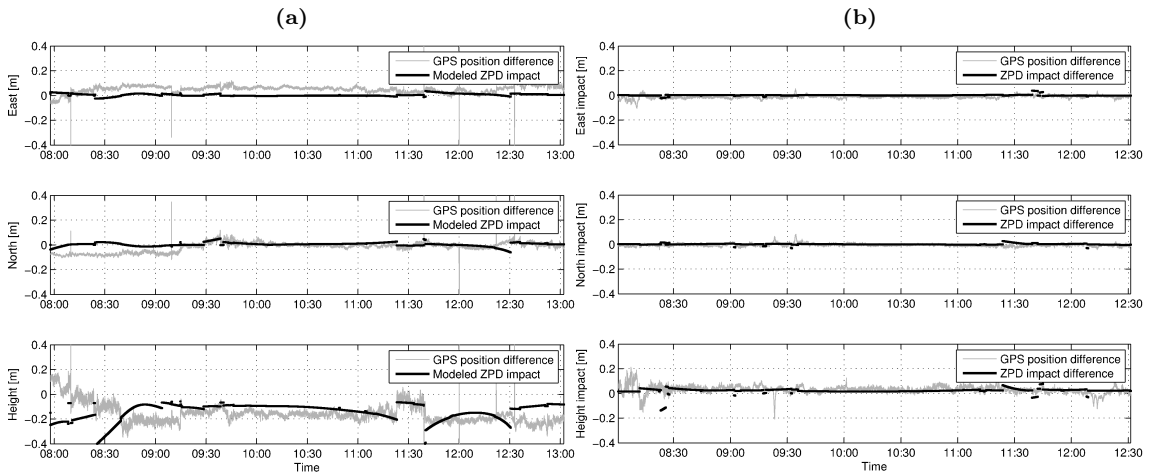 (a)
0.4
0.2
0
−0.2
−0.4
East [m]
GPS position difference
Modeled ZPD impact
08:00 08:30 09:00 09:30 10:00 10:30 11:00 11:30 12:00 12:30 13:00
0.4
0.2
0
−0.2
−0.4
North [m]
GPS position difference
Modeled ZPD impact
08:00 08:30 09:00 09:30 10:00 10:30 11:00 11:30 12:00 12:30 13:00
0.4
0.2
0
−0.2
−0.4
Height [m]
GPS position difference
Modeled ZPD impact
08:00 08:30 09:00 09:30 10:00 10:30 11:00 11:30 12:00 12:30 13:00
Time
(b)
0.4
0.2
0
−0.2
−0.4
East impact [m]
GPS position difference
ZPD impact difference
08:30 09:00 09:30 10:00 10:30 11:00 11:30 12:00 12:30
0.4
0.2
0
−0.2
−0.4
North impact [m]
GPS position difference
ZPD impact difference
08:30 09:00 09:30 10:00 10:30 11:00 11:30 12:00 12:30
0.4
0.2
0
−0.2
−0.4
Height impact [m]
GPS position difference
ZPD impact difference
08:30 09:00 09:30 10:00 10:30 11:00 11:30 12:00 12:30
Time